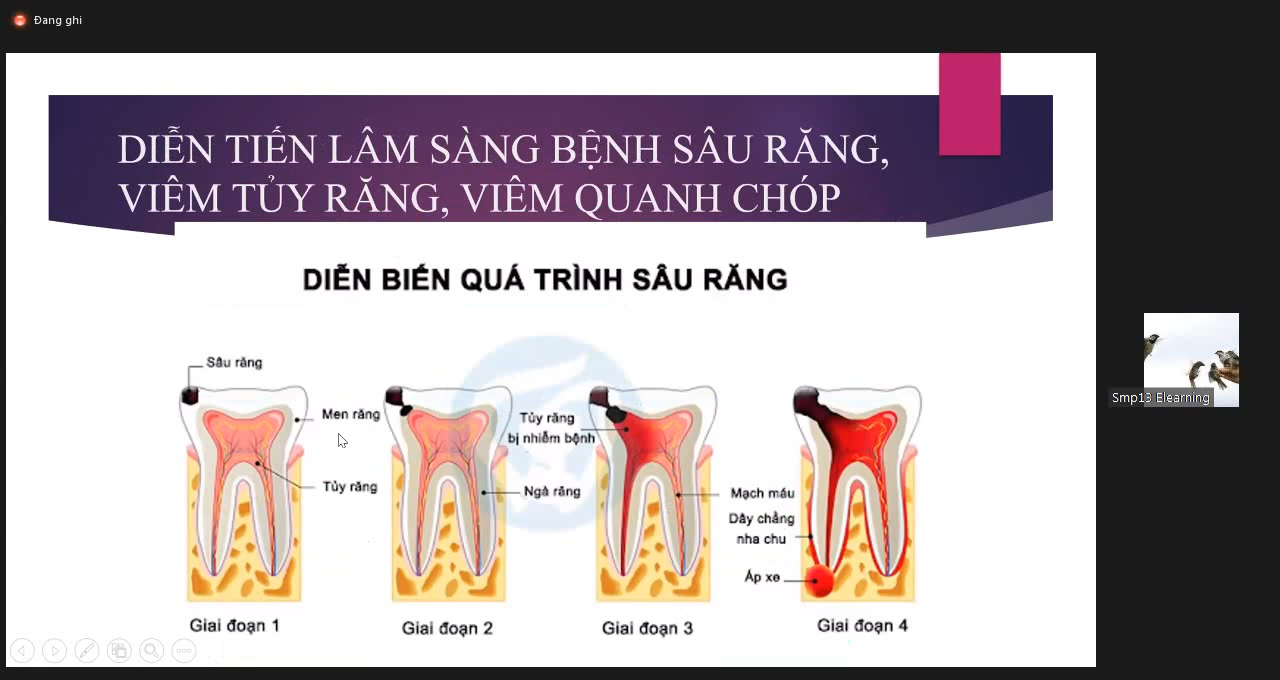 Đang ghi
DIỄN TIẾN LÂM SÀNG BỆNH SÂU RĂNG,
VIÊM TỦY RĂNG, VIÊM QUANH CHÓP
DIỄN BIẾN QUÁ TRÌNH SÂU RĂNG
Sâu răng
Men răng
Tủy răng
Tủy răng
bị nhiễm bệnh
Ngà răng
Mạch máu
Dây chằng
nha chu
Áp xe
Giai đoạn 1
Giai đoạn 2
Giai đoạn 3
Giai đoạn 4
Smp13 Elearning